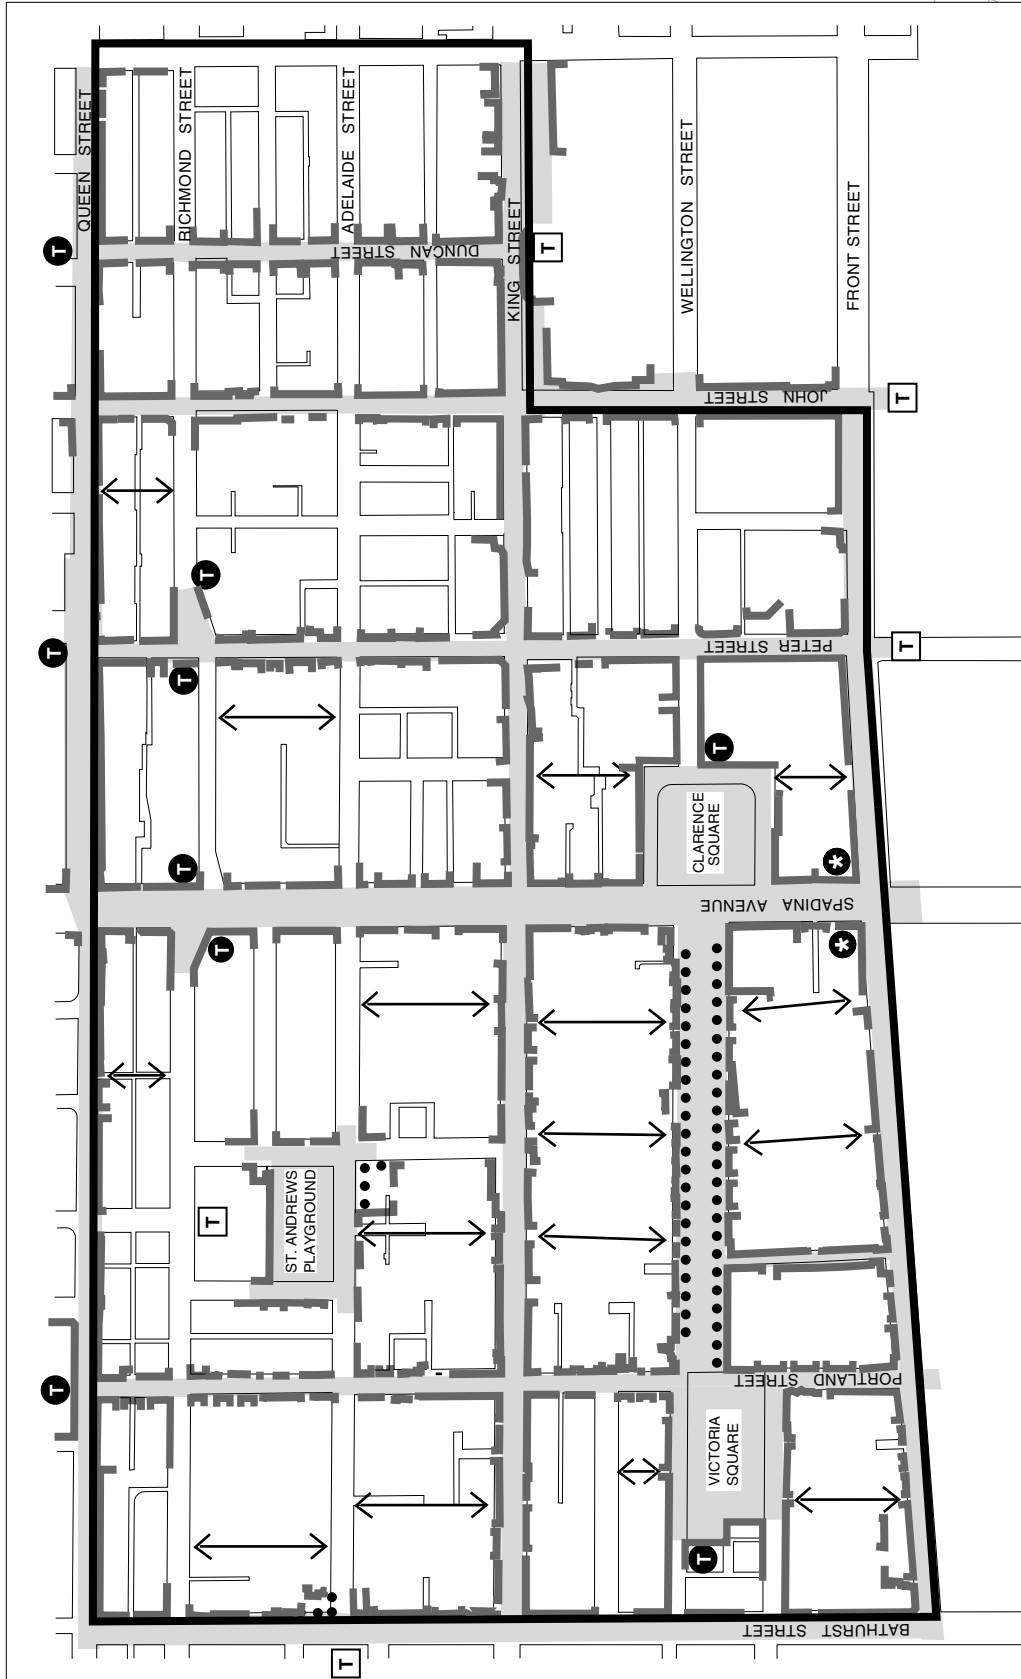 QUEEN STREET
RICHMOND STREET
ADELAIDE STREET
KING STREET
WELLINGTON STREET
FRONT STREET
DUNCAN STREET
T
T
JOHN STREET
T
T
T
PETER STREET
T
T
T
CLARENCE
SQUARE
T
*
SPADINA AVENUE
T
*
T
ST. ANDREWS
PLAYGROUND
T
PORTLAND STREET
VICTORIA
SQUARE
T
BATHURST STREET
T